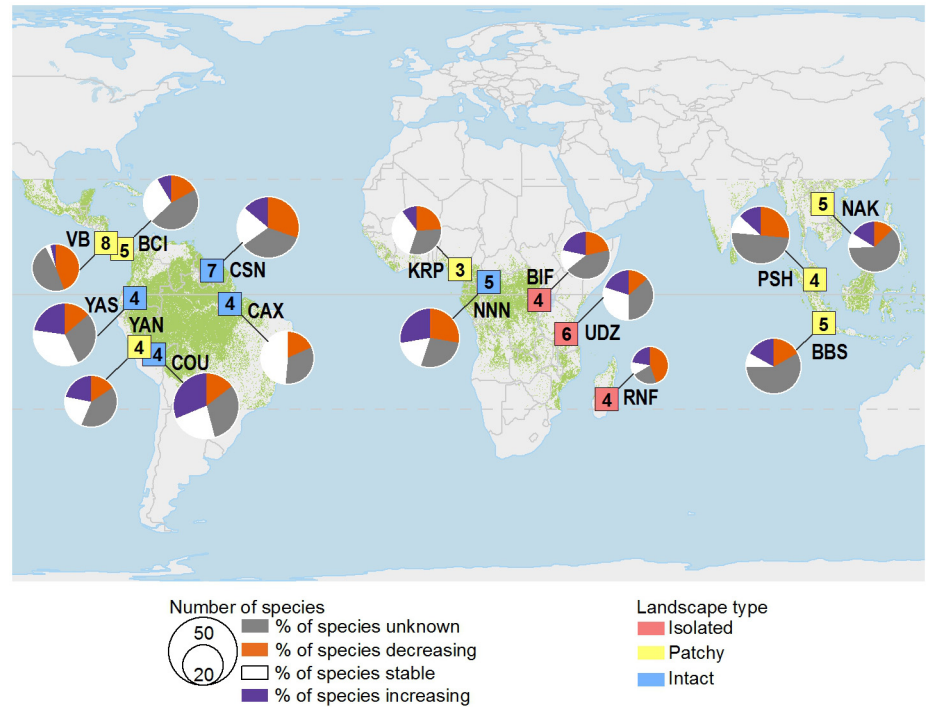 5
NAK
VB
8
5
BCI
7
CSN
KRP
3
5
NNN
BIF
4
PSH
4
YAS
4
4
CAX
6
UDZ
5
BBS
YAN
4
4
COU
4
RNF
Number of species
50
20
% of species unknown
% of species decreasing
% of species stable
% of species increasing
Landscape type
Isolated
Patchy
Intact